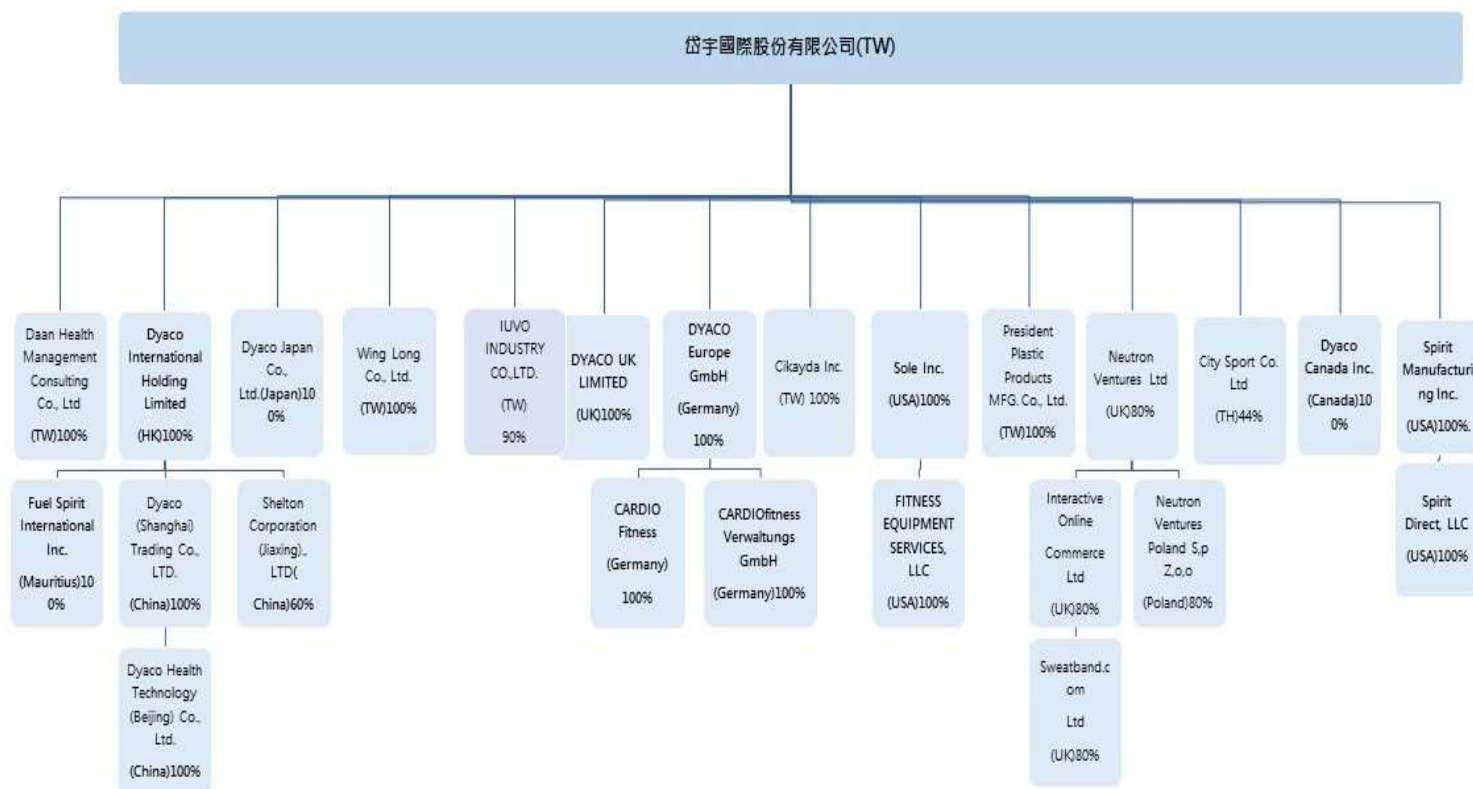 岱宇國際股份有限公司(TW)
Daan Health
Management
Consulting
Co., Ltd
(TW)100%
Dyaco
International
Holding
Limited
(HK)100%
Dyaco Japan
Co.,
Ltd.(Japan)10
0%
Wing Long
Co., Ltd.
(TW)100%
IUVO
INDUSTRY
CO.,LTD.
(TW)
90%
DYACO UK
LIMITED
(UK)100%
DYACO
Europe
GmbH
(Germany)
100%
Cikayda Inc.
(TW) 100%
Sole Inc.
(USA)100%
President
Plastic
Products
MFG. Co., Ltd.
(TW)100%
Neutron
Ventures Ltd
(UK)80%
City Sport Co.
Ltd
(TH)44%
Dyaco
Canada Inc.
(Canada)10
0%
Spirit
Manufacturi
ng Inc.
(USA)100%.
Fuel Spirit
International
Inc.
(Mauritius)10
0%
Dyaco
(Shanghai)
Trading Co.,
LTD.
(China)100%
Shelton
Corporation
(Jiaxing).,
LTD(
China)60%
CARDIO
Fitness
(Germany)
100%
CARDIOfitness
Verwaltungs
GmbH
(Germany)100%
FITNESS
EQUIPMENT
SERVICES,
LLC
(USA)100%
Interactive
Online
Commerce
Ltd
(UK)80%
Neutron
Ventures
Poland S,p
Z,o,o
(Poland)80%
Spirit
Direct, LLC
(USA)100%
Dyaco Health
Technology
(Beijing) Co.,
Ltd.
(China)100%
Sweatband.c
om
Ltd
(UK)80%